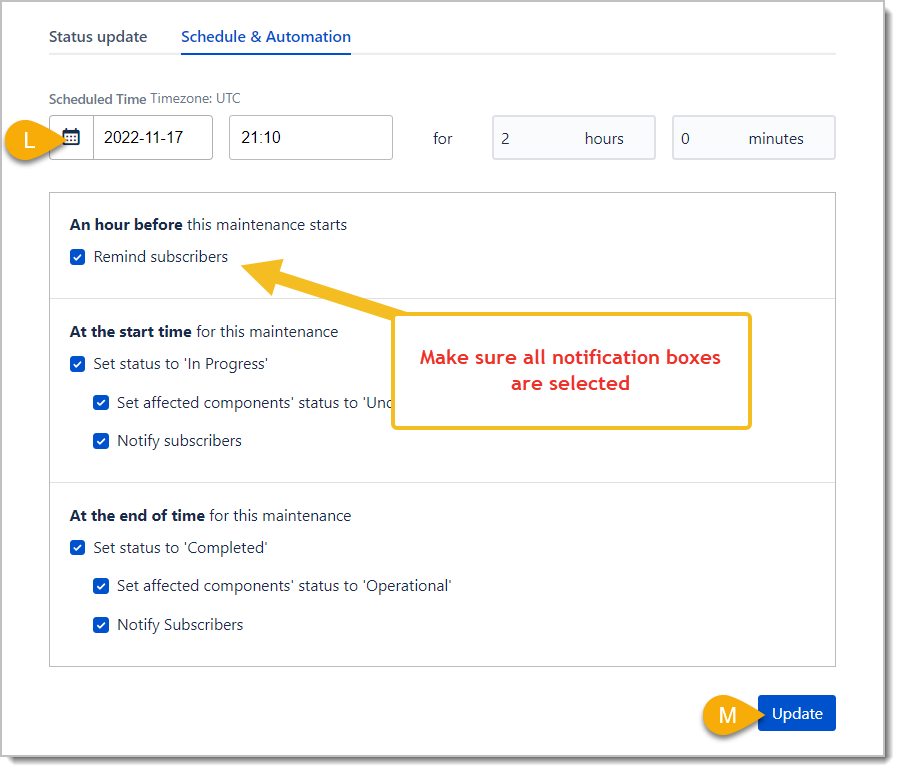 Status update Schedule & Automation
Scheduled Time Timezone: UTC
L 2022-11-17 21:10 for 2 hours 0 minutes
An hour before this maintenance starts
Remind subscribers
At the start time for this maintenance
Set status to 'In Progress'
Set affected components' status to
Notify subscribers
Make sure all notification boxes
are selected
At the end of time for this maintenance
Set status to 'Completed'
Set affected components' status to 'Operational'
Notify Subscribers
M Update